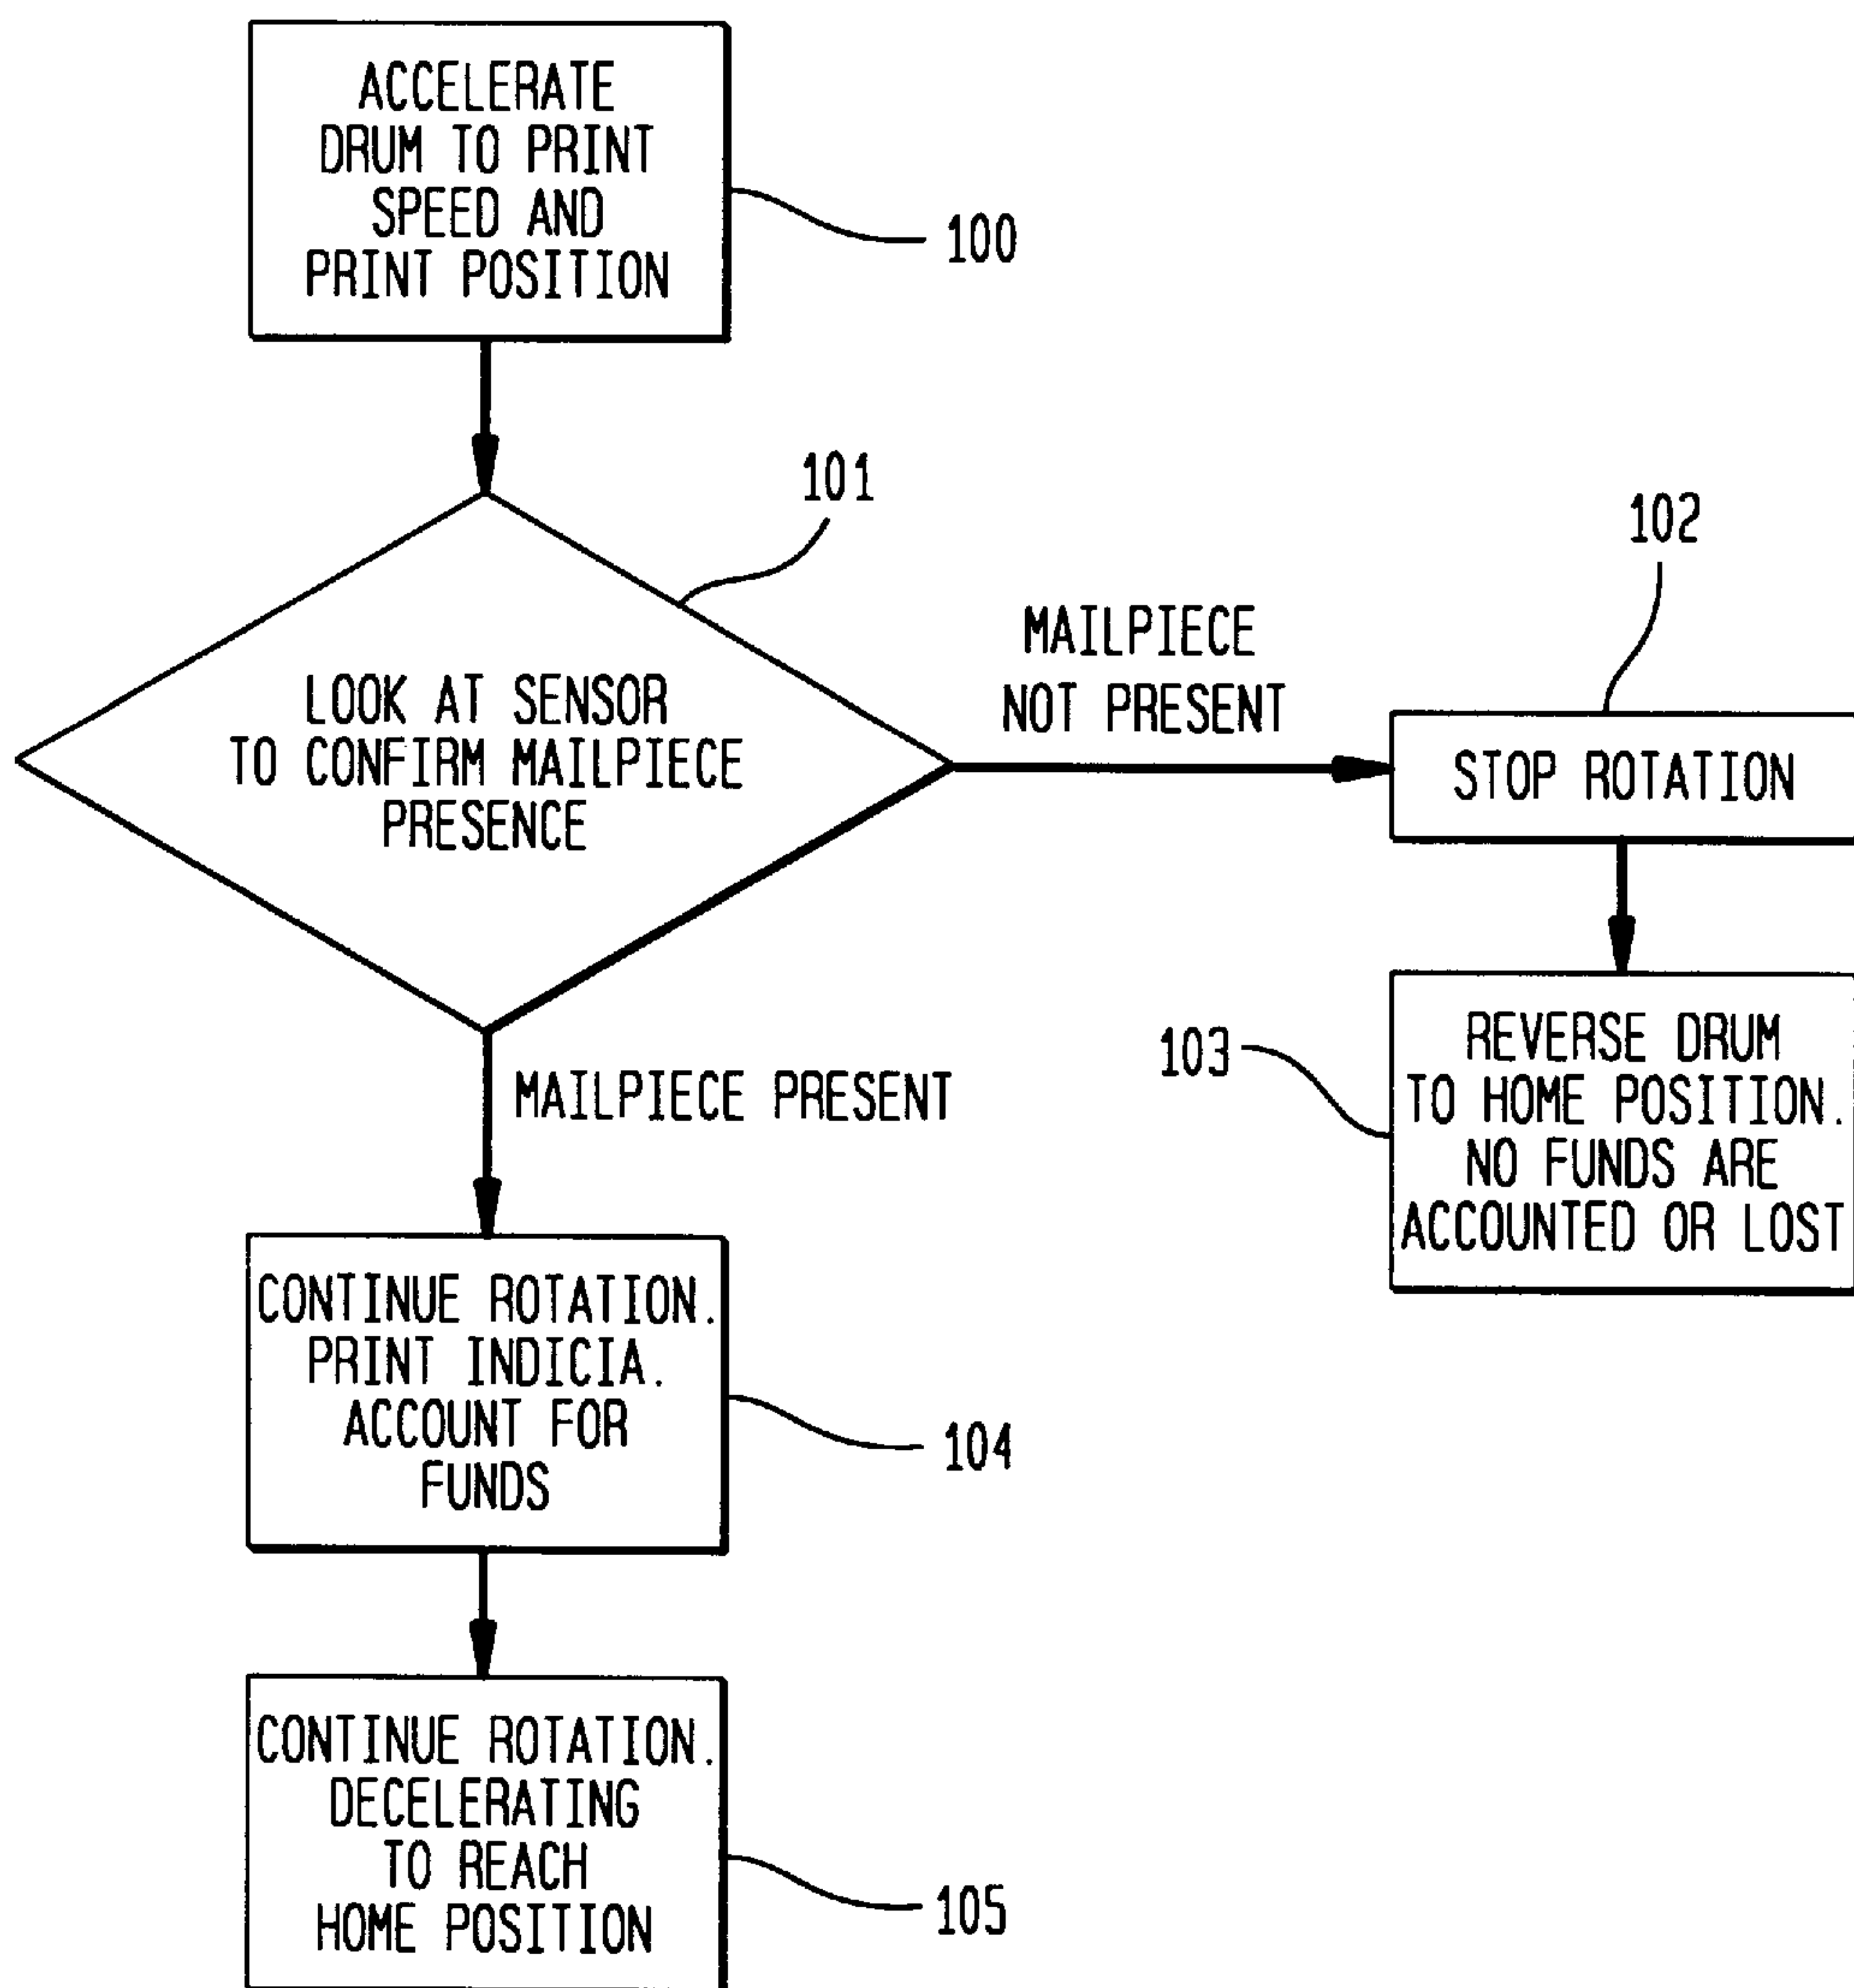 ACCELERATE
DRUM TO PRINT
SPEED AND
PRINT POSITION
100
101
LOOK AT SENSOR
TO CONFIRM MAILPIECE
PRESENCE
MAILPIECE
NOT PRESENT
102
STOP ROTATION
103
REVERSE DRUM
TO HOME POSITION.
NO FUNDS ARE
ACCOUNTED OR LOST
MAILPIECE PRESENT
CONTINUE ROTATION.
PRINT INDICIA.
ACCOUNT FOR
FUNDS
104
CONTINUE ROTATION.
DECELERATING
TO REACH
HOME POSITION
105